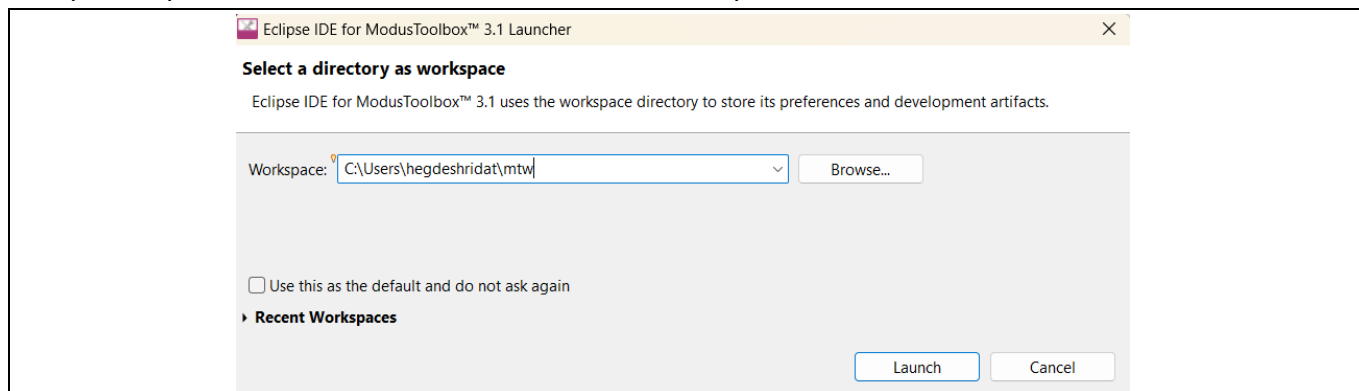 Eclipse IDE for ModusToolbox™ 3.1 Launcher
Select a directory as workspace
Eclipse IDE for ModusToolbox™ 3.1 uses the workspace directory to store its preferences and development artifacts.
Workspace: C:\Users\hegdeshridat\mtw Browse...
Use this as the default and do not ask again
Recent Workspaces
Launch Cancel